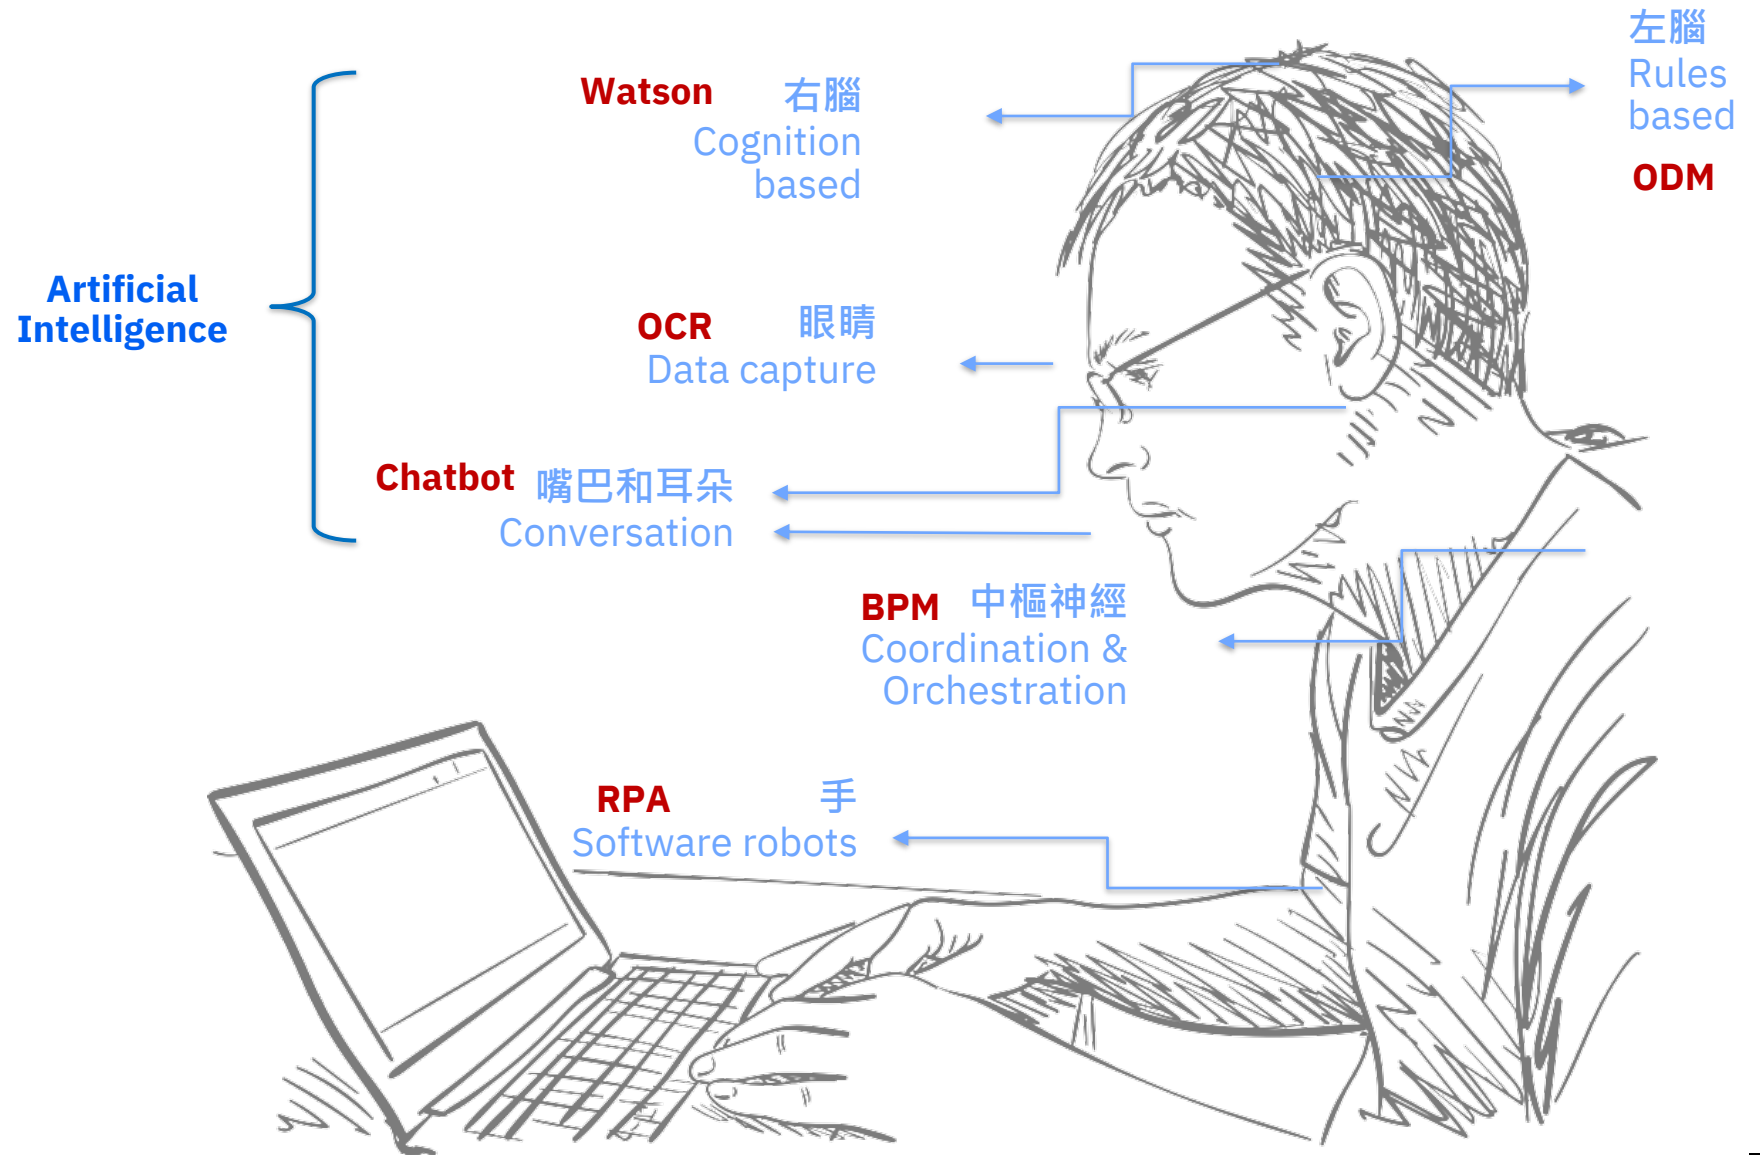 Watson 右腦
Cognition
based
左腦
Rules
based
ODM
Artificial
Intelligence
OCR 眼睛
Data capture
Chatbot 嘴巴和耳朵
Conversation
BPM 中樞神經
Coordination &
Orchestration
RPA 手
Software robots